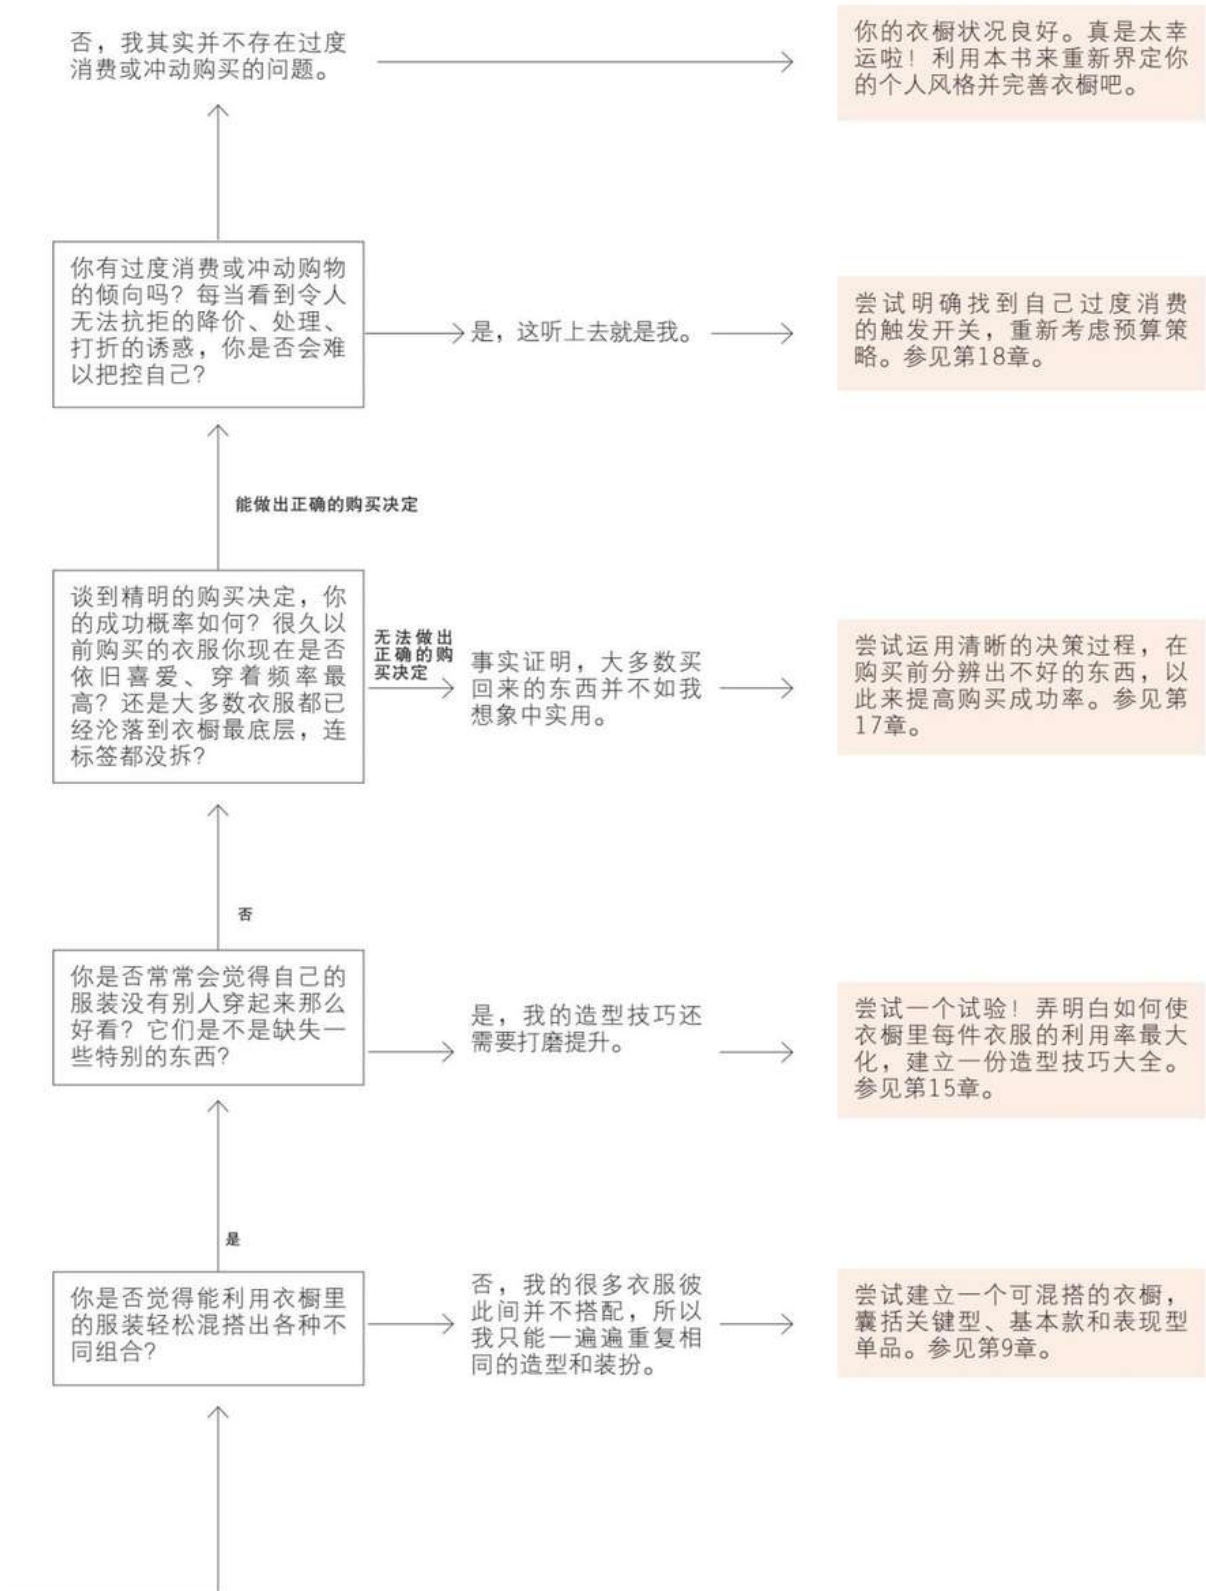 否，我其实并不存在过度
消费或冲动购买的问题。
你的衣橱状况良好。真是太幸
运啦！利用本书来重新界定你
的个人风格并完善衣橱吧。
你有过度消费或冲动购物
的倾向吗？每当看到令人
无法抗拒的降价、处理、
打折的诱惑，你是否会难
以把控自己？
是，这听上去就是我。
尝试明确找到自己过度消费
的触发开关，重新考虑预算策
略。参见第18章。
能做出正确的购买决定
谈到精明的购买决定，你
的成功概率如何？很久以
前购买的衣服你现在是否
依旧喜爱、穿着频率最
高？还是大多数衣服都已
经沦落到衣橱最底层，连
标签都没拆？
无法做出
正确的购
买决定
事实证明，大多数买
回来的东西并不如我
想象中实用。
尝试运用清晰的决策过程，在
购买前分辨出不好的东西，以
此来提高购买成功率。参见第
17章。
否
你是否常常会觉得自己的
服装没有别人穿起来那么
好看？它们是不是缺失一
些特别的东西？
是，我的造型技巧还
需要打磨提升。
尝试一个试验！弄明白如何使
衣橱里每件衣服的利用率最大
化，建立一份造型技巧大全。
参见第15章。
是
你是否觉得能利用衣橱里
的服装轻松混搭出各种不
同组合？
否，我的很多衣服彼
此间并不搭配，所以
我只能一遍遍重复相
同的造型和装扮。
尝试建立一个可混搭的衣橱，
囊括关键型、基本款和表现型
单品。参见第9章。